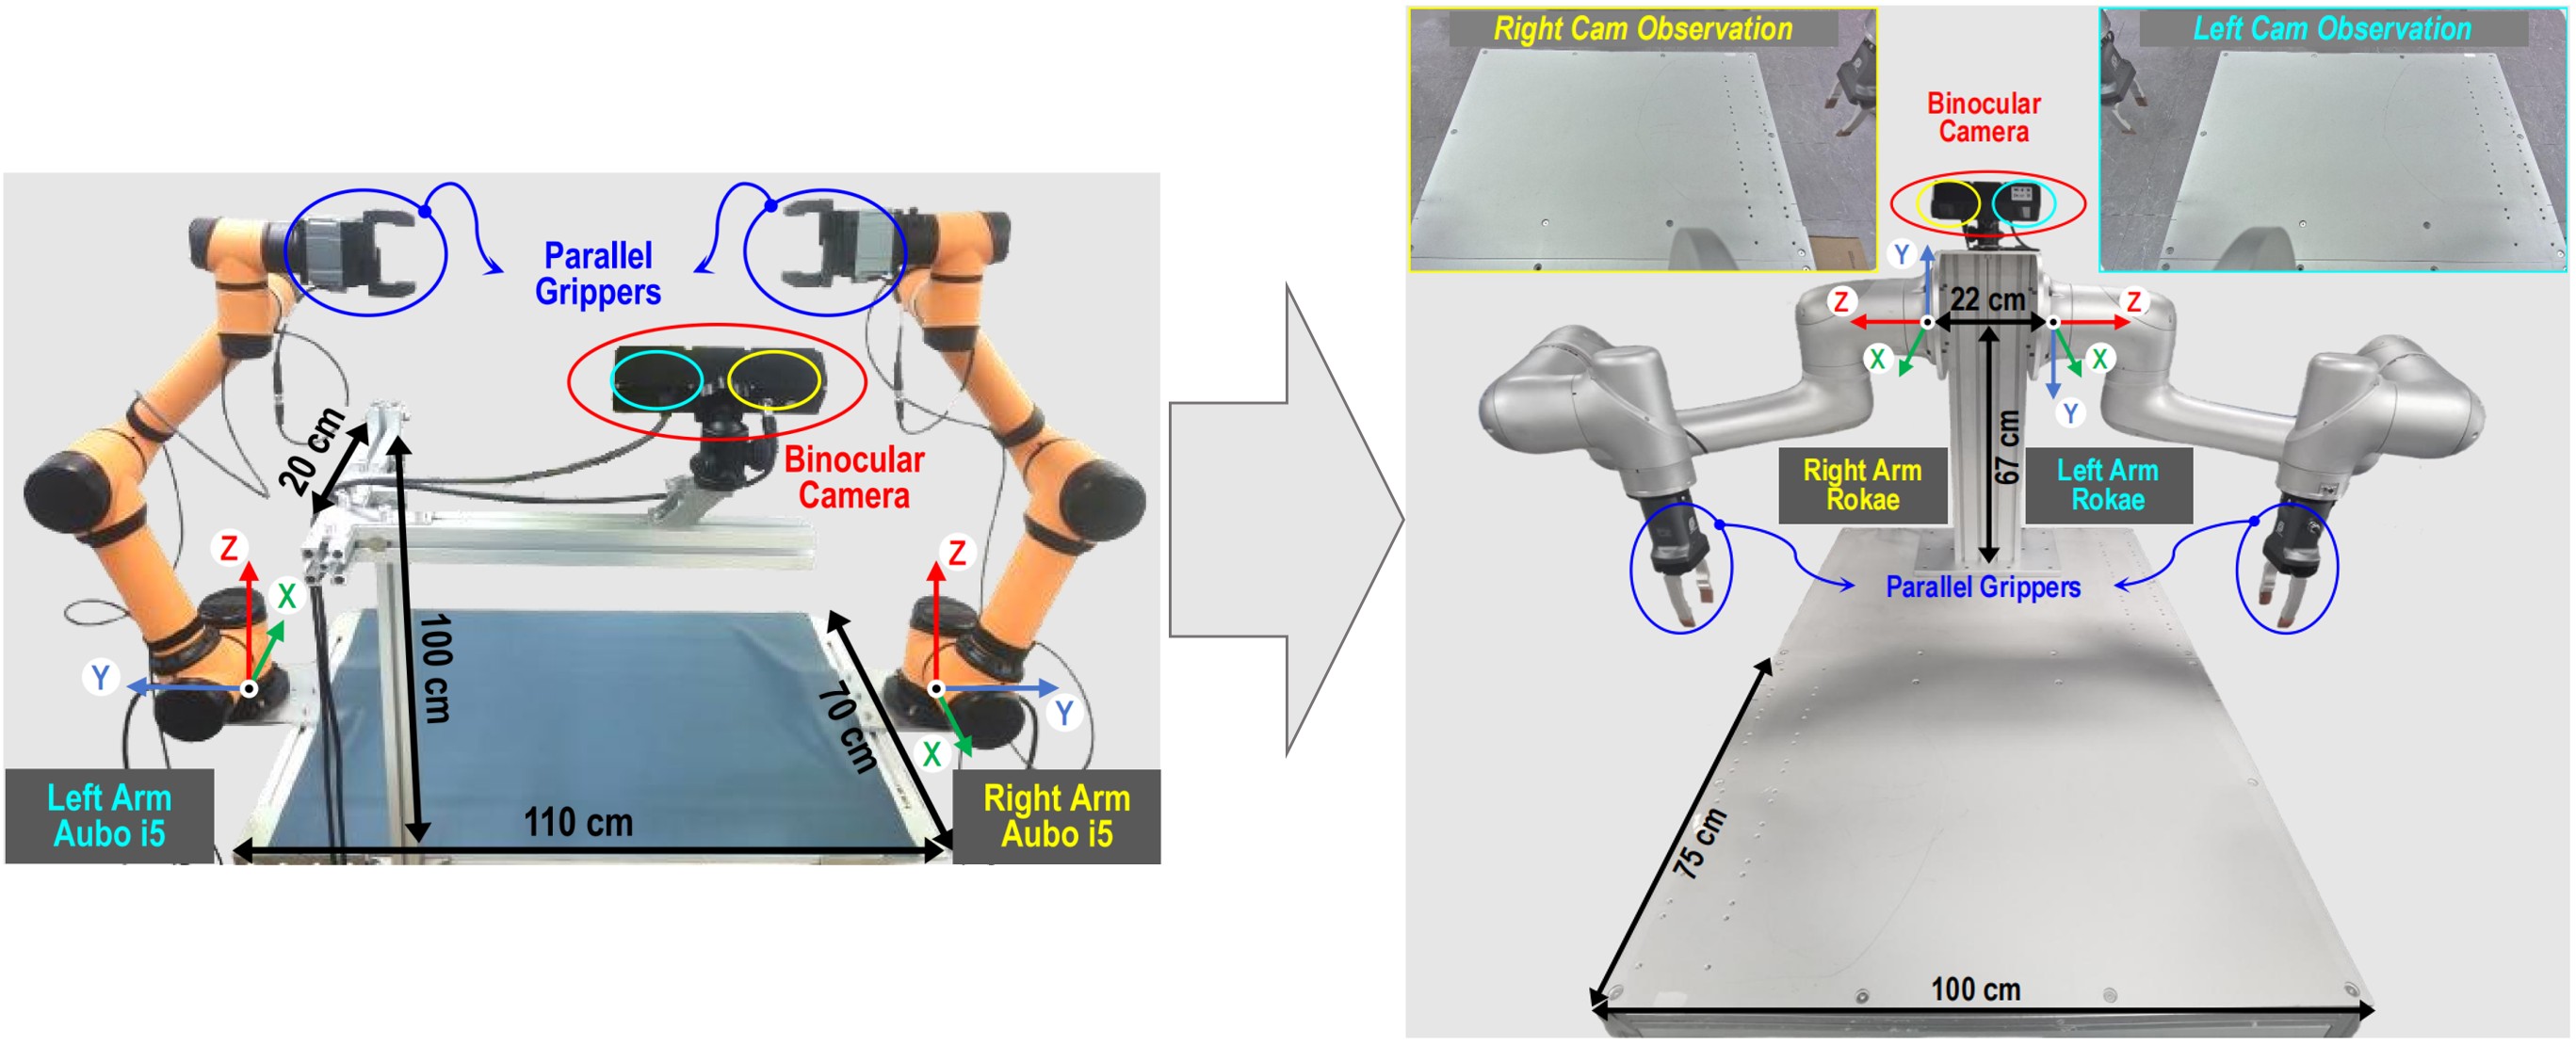 Parallel
Grippers
20 cm
Binocular
Camera
Z
X
Y
100 cm
Z
Y
X
70 cm
110 cm
Left Arm
Aubo i5
Right Arm
Aubo i5
Right Cam Observation
Left Cam Observation
Binocular
Camera
Y
Z
22 cm
Z
X
X
Y
67 cm
Right Arm
Rokae
Left Arm
Rokae
Parallel Grippers
75 cm
100 cm